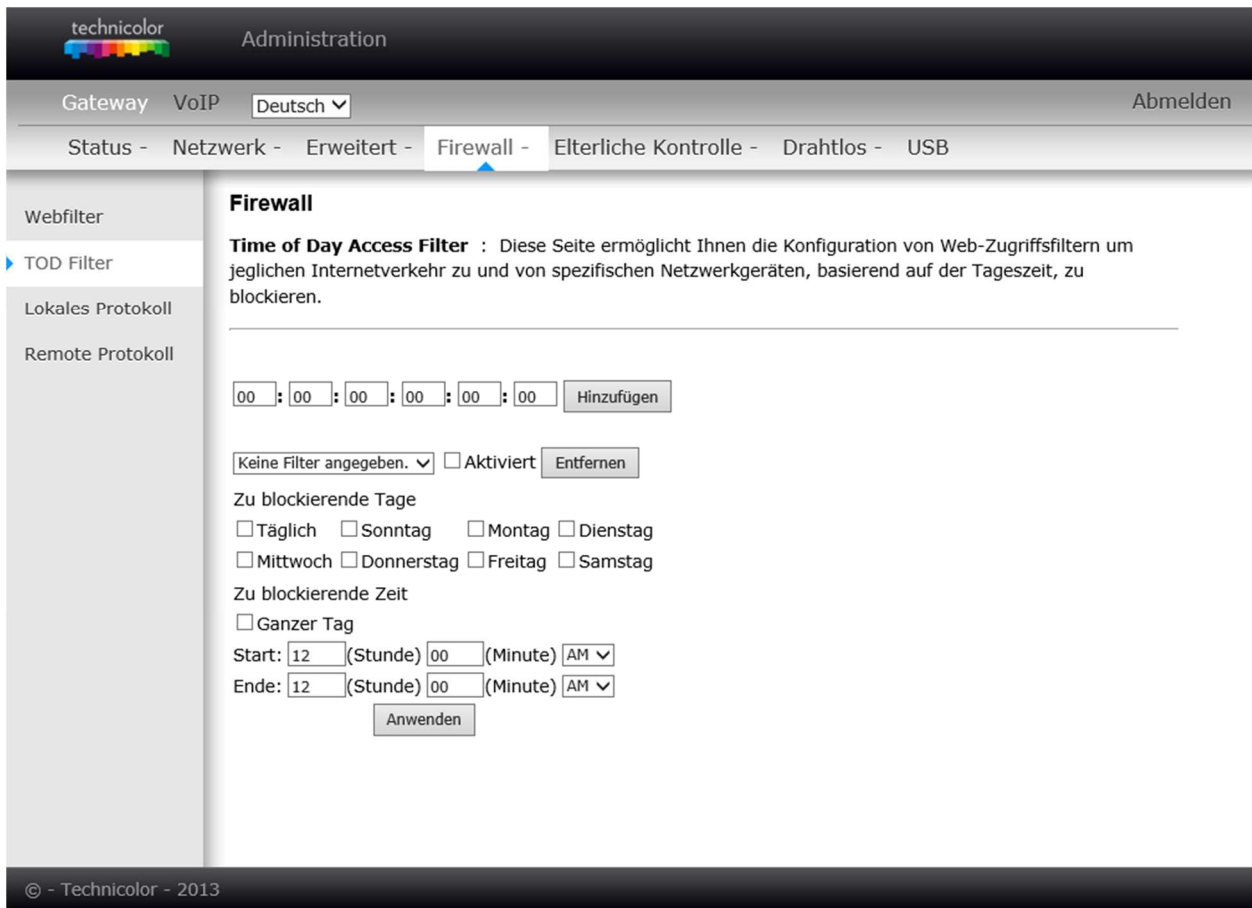 technicolor
Administration
Gateway VoIP Deutsch Abmelden
Status - Netzwerk - Erweitert - Firewall - Elterliche Kontrolle - Drahtlos - USB
Webfilter
TOD Filter
Lokales Protokoll
Remote Protokoll
Firewall
Time of Day Access Filter : Diese Seite ermöglicht Ihnen die Konfiguration von Web-Zugriffsfiltern um
jeglichen Internetverkehr zu und von spezifischen Netzwerkgeräten, basierend auf der Tageszeit, zu
blockieren.
00 : 00 : 00 : 00 : 00 : 00 Hinzufügen
Keine Filter angegeben. Aktiviert Entfernen
Zu blockierende Tage
Täglich Sonntag Montag Dienstag
Mittwoch Donnerstag Freitag Samstag
Zu blockierende Zeit
Ganzer Tag
Start: 12 (Stunde) 00 (Minute) AM
Ende: 12 (Stunde) 00 (Minute) AM
Anwenden
© - Technicolor - 2013